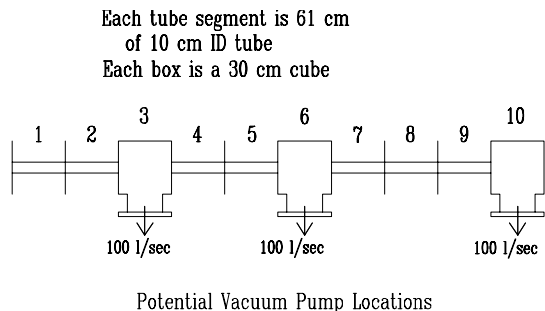 Each tube segment is 61 cm
of 10 cm ID tube
Each box is a 30 cm cube
1 2 3 4 5 6 7 8 9 10
100 l/sec 100 l/sec 100 l/sec
Potential Vacuum Pump Locations